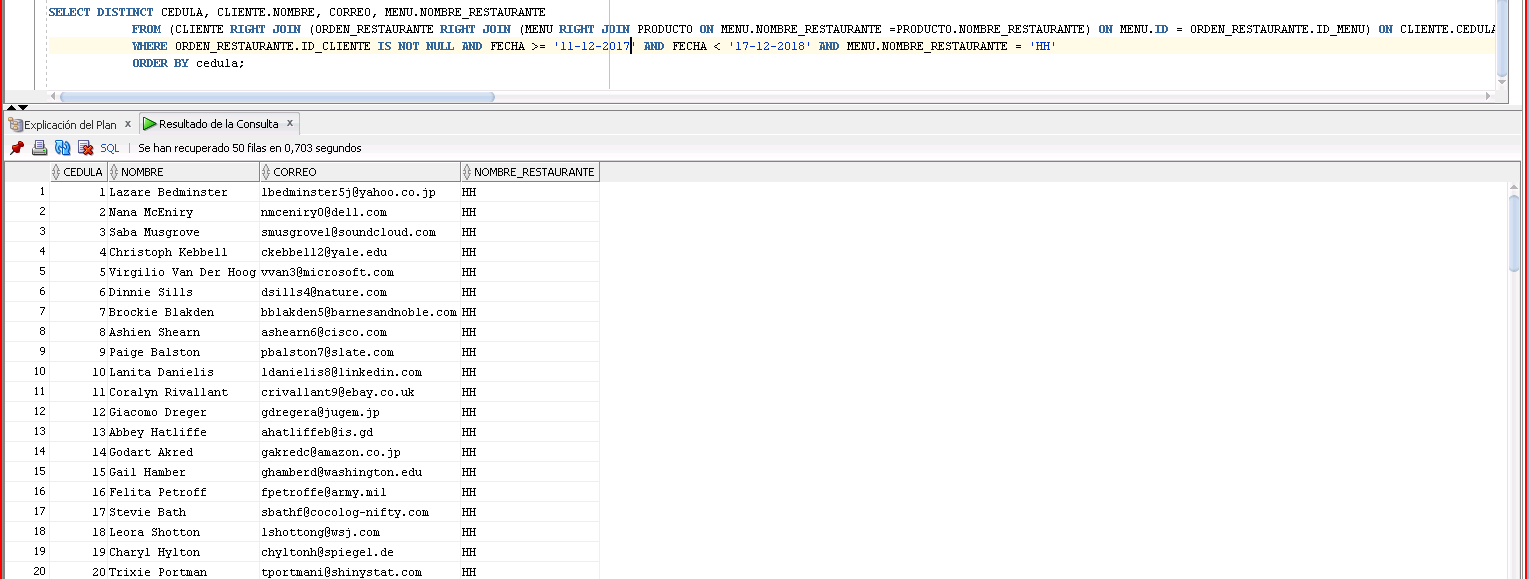 SELECT DISTINCT CEDULA, CLIENTE.NOMBRE, CORREO, MENU.NOMBRE_RESTAURANTE
FROM (CLIENTE RIGHT JOIN (ORDEN_RESTAURANTE RIGHT JOIN (MENU RIGHT JOIN PRODUCTO ON MENU.NOMBRE_RESTAURANTE =PRODUCTO.NOMBRE_RESTAURANTE) ON MENU.ID = ORDEN_RESTAURANTE.ID_MENU) ON CLIENTE.CEDULA
WHERE ORDEN_RESTAURANTE.ID_CLIENTE IS NOT NULL AND FECHA >= '11-12-2017' AND FECHA < '17-12-2018' AND MENU.NOMBRE_RESTAURANTE = 'HH'
ORDER BY cedula;
Explicación del Plan x Resultado de la Consulta x
SQL | Se han recuperado 50 filas en 0,703 segundos
CEDULA NOMBRE CORREO NOMBRE_RESTAURANTE
1 1 Lazare Bedminster lbedminster5j@yahoo.co.jp HH
2 2 Nana McEniry nmceniry0@dell.com HH
3 3 Saba Musgrove smusgrove1@soundcloud.com HH
4 4 Christoph Kebbell ckebbell2@yale.edu HH
5 5 Virgilio Van Der Hoog vvan3@microsoft.com HH
6 6 Dinnie Sills dsills4@nature.com HH
7 7 Brockie Blakden bblakden5@barnesandnoble.com HH
8 8 Ashien Shearn ashearn6@cisco.com HH
9 9 Paige Balston pbalston7@slate.com HH
10 10 Lanita Danielis ldanielis8@linkedin.com HH
11 11 Coralyn Rivallant crivallant9@ebay.co.uk HH
12 12 Giacomo Dreger gdregera@jugem.jp HH
13 13 Abbey Hatliffe ahatliffeb@is.gd HH
14 14 Godart Akred gakredc@amazon.co.jp HH
15 15 Gail Hamber ghamberd@washington.edu HH
16 16 Felita Petroff fpetroffe@army.mil HH
17 17 Stevie Bath sbathf@cocolog-nifty.com HH
18 18 Leora Shotton lshottong@wsj.com HH
19 19 Charyl Hylton chyltonh@spiegel.de HH
20 20 Trixie Portman tportmani@shinystat.com HH